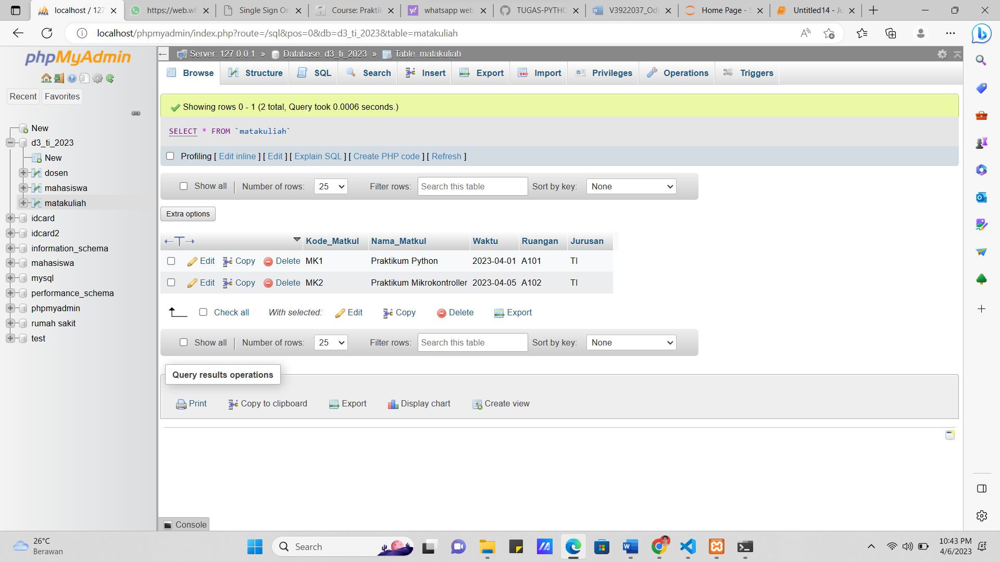 localhost / 127
https://web.wh
Single Sign On
Course: Praktik
whatsapp web
TUGAS-PYTHO
V3922037_Ody
Home Page - S
Untitled14 - Ju
localhost/phpmyadmin/index.php?route=/sql&pos=0&db=d3_ti_2023&table=matakuliah
phpMyAdmin
PMA
Recent
Favorites
New
d3_ti_2023
New
dosen
mahasiswa
matakuliah
idcard
idcard2
information_schema
mahasiswa
mysql
performance_schema
phpmyadmin
rumah sakit
test
Server: 127.0.0.1 » Database: d3_ti_2023 » Table: matakuliah
Browse Structure SQL Search Insert Export Import Privileges Operations Triggers
Showing rows 0 - 1 (2 total, Query took 0.0006 seconds.)
SELECT * FROM `matakuliah`
Profiling [ Edit inline ] [ Edit ] [ Explain SQL ] [ Create PHP code ] [ Refresh ]
Show all | Number of rows: 25 Filter rows: Search this table Sort by key: None
Extra options
←T→ Kode_Matkul Nama_Matkul Waktu Ruangan Jurusan
Edit Copy Delete MK1 Praktikum Python 2023-04-01 A101 TI
Edit Copy Delete MK2 Praktikum Mikrokontroller 2023-04-05 A102 TI
Check all With selected: Edit Copy Delete Export
Show all | Number of rows: 25 Filter rows: Search this table Sort by key: None
Query results operations
Print Copy to clipboard Export Display chart Create view
Console
26°C
Berawan
Search
10:43 PM
4/6/2023